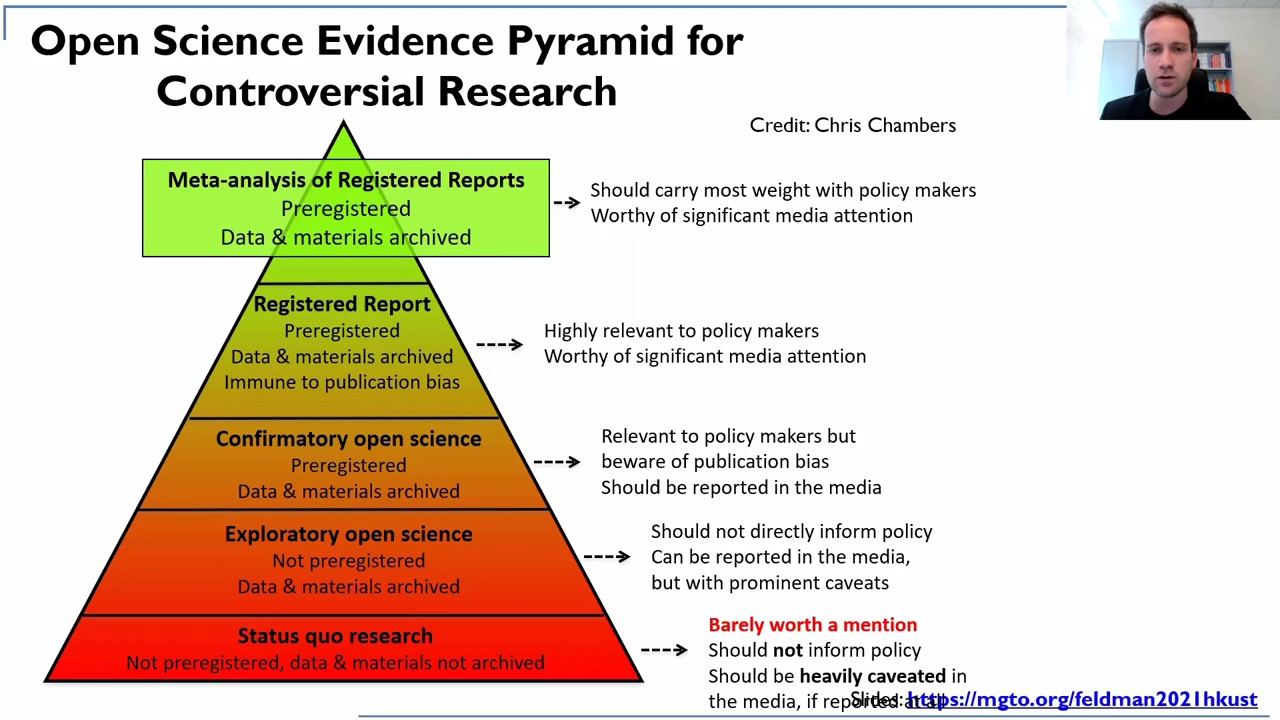 Open Science Evidence Pyramid for
Controversial Research
Credit: Chris Chambers
Meta-analysis of Registered Reports
Preregistered
Data & materials archived
Should carry most weight with policy makers
Worthy of significant media attention
Registered Report
Preregistered
Data & materials archived
Immune to publication bias
Highly relevant to policy makers
Worthy of significant media attention
Confirmatory open science
Preregistered
Data & materials archived
Relevant to policy makers but
beware of publication bias
Should be reported in the media
Exploratory open science
Not preregistered
Data & materials archived
Should not directly inform policy
Can be reported in the media,
but with prominent caveats
Status quo research
Not preregistered, data & materials not archived
Barely worth a mention
Should not inform policy
Should be heavily caveated in
the media, if reported at all
Slides: https://mgto.org/feldman2021hkust